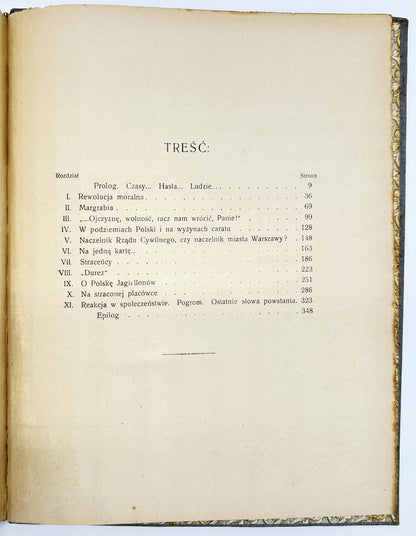 TREŚĆ:
Rozdział Strona
Prolog. Czasy... Hasła... Ludzie... 9
I. Rewolucja moralna 36
II. Margrabia 69
III. „...Ojczyznę, wolność, racz nam wrócić, Panie!“ 99
IV. W podziemiach Polski i na wyżynach caratu 128
V. Naczelnik Rządu Cywilnego, czy naczelnik miasta Warszawy? 148
VI. Na jedną kartę... 163
VII. Straceńcy 186
VIII. „Durez“ 223
IX. O Polskę Jagiellonów 251
X. Na straconej placówce 286
XI. Reakcja w społeczeństwie. Pogrom. Ostatnie słowa powstania. 323
Epilog 348